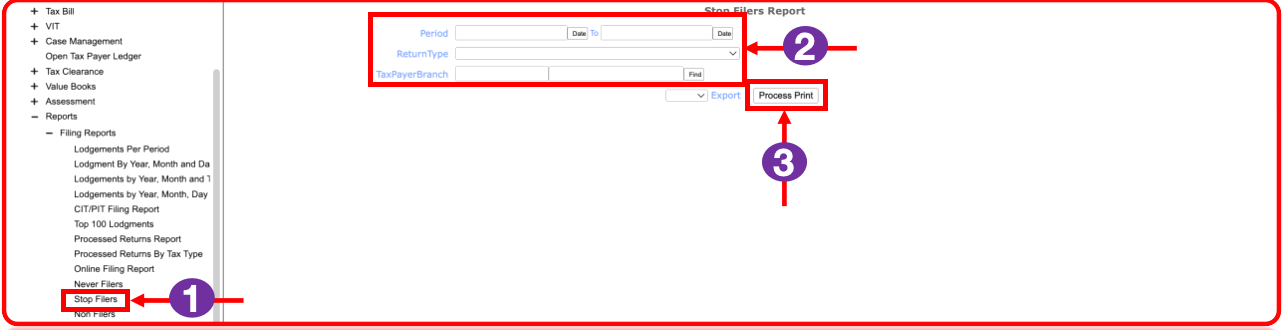 Tax Bill
VIT
Case Management
Open Tax Payer Ledger
Tax Clearance
Value Books
Assessment
Reports
Filing Reports
Lodgements Per Period
Lodgment By Year, Month and Da
Lodgements by Year, Month and T
Lodgements by Year, Month, Day
CIT/PIT Filing Report
Top 100 Lodgments
Processed Returns Report
Processed Returns By Tax Type
Online Filing Report
Never Filers
Stop Filers
Non Filers
1
Stop Filers Report
Period Date To Date
ReturnType
TaxPayerBranch Find
2
Export Process Print
3